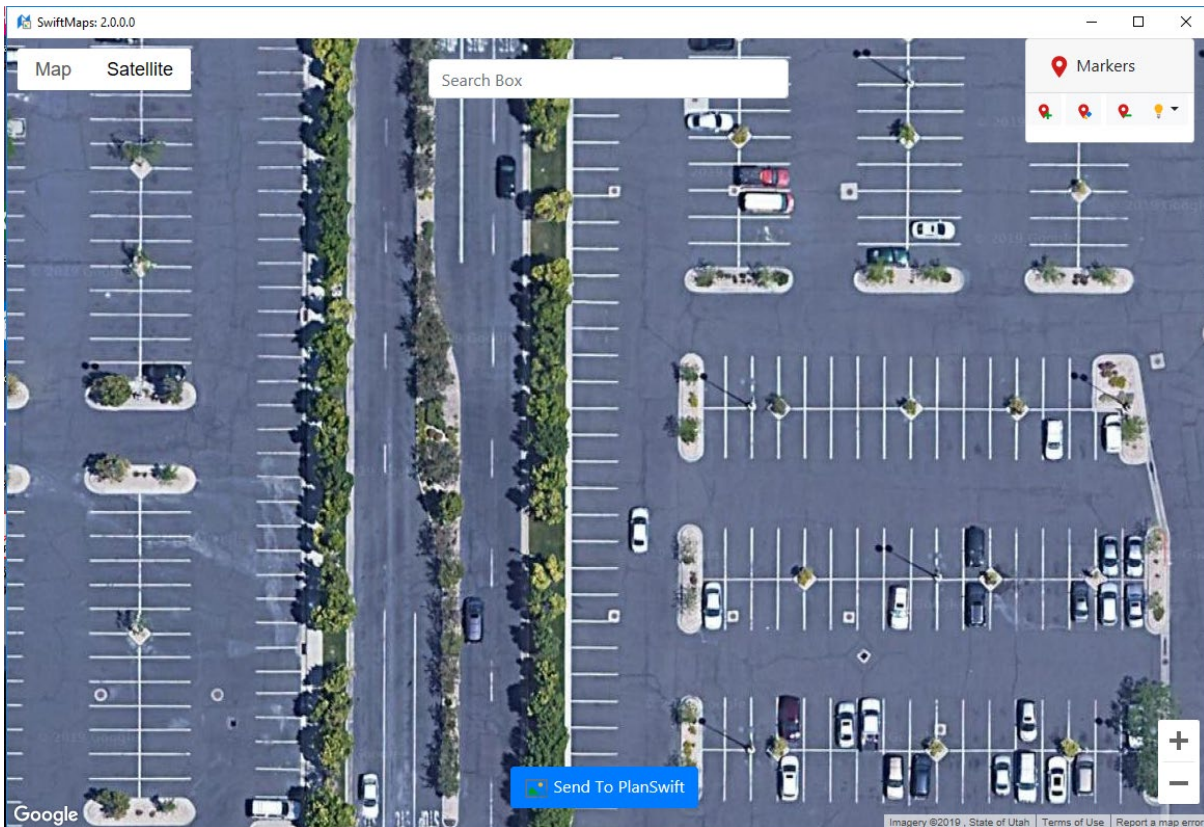 SwiftMaps: 2.0.0.0
Map Satellite
Search Box
Markers
Send To PlanSwift
Google
Imagery ©2019 , State of Utah Terms of Use Report a map error